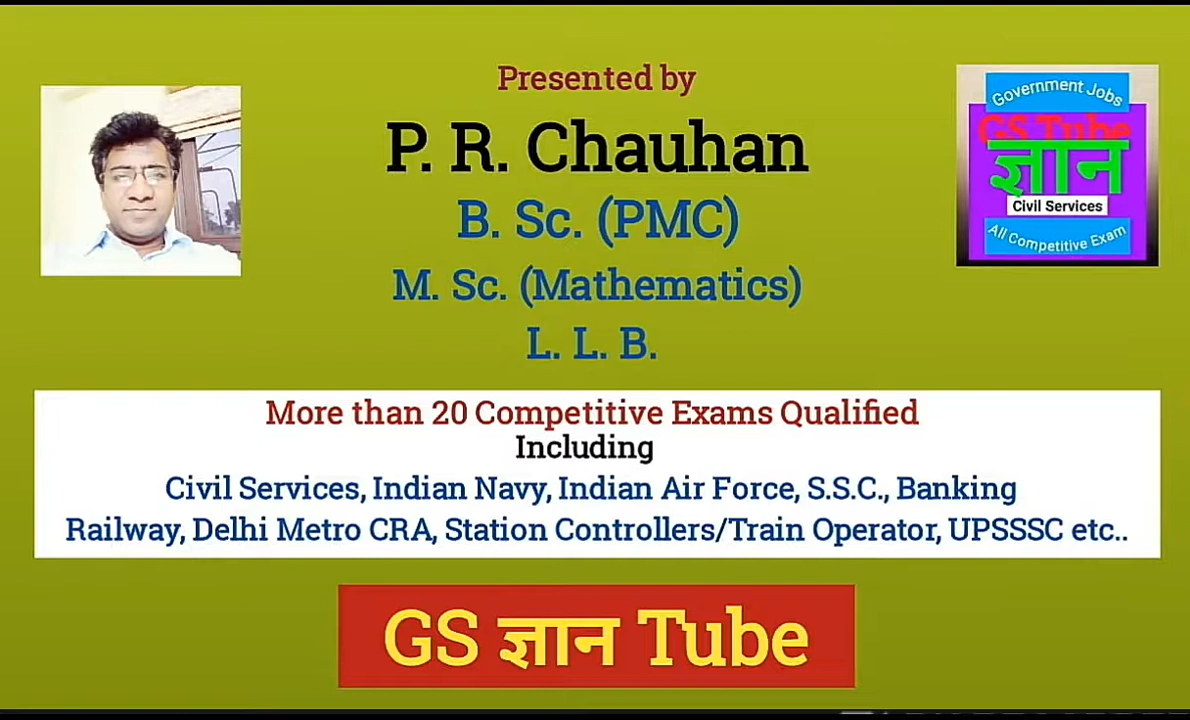 Presented by
P. R. Chauhan
B. Sc. (PMC)
M. Sc. (Mathematics)
L. L. B.
Government Jobs
GS Tube
ज्ञान
Civil Services
All Competitive Exam
More than 20 Competitive Exams Qualified
Including
Civil Services, Indian Navy, Indian Air Force, S.S.C., Banking
Railway, Delhi Metro CRA, Station Controllers/Train Operator, UPSSSC etc..
GS ज्ञान Tube